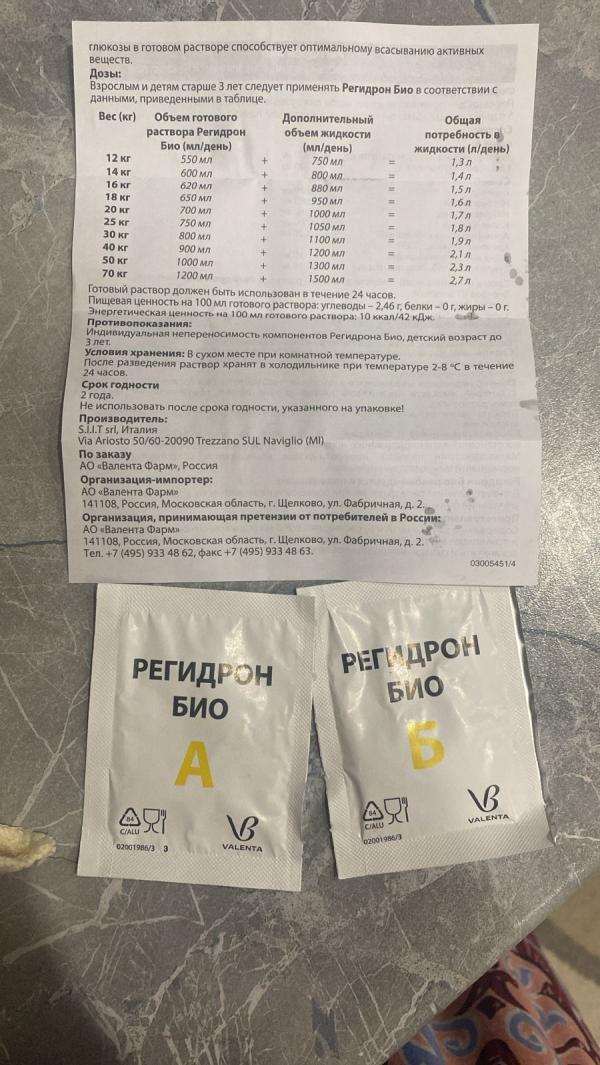 глюкозы в готовом растворе способствует оптимальному всасыванию активных
веществ.
Дозы:
Взрослым и детям старше 3 лет следует применять Регидрон Био в соответствии с
данными, приведенными в таблице.
Вес (кг) Объем готового Дополнительный Общая
раствора Регидрон объем жидкости потребность в
Био (мл/день) (мл/день) жидкости (л/день)
12 кг 550 мл + 750 мл = 1,3 л
14 кг 600 мл + 800 мл = 1,4 л
16 кг 620 мл + 880 мл = 1,5 л
18 кг 650 мл + 950 мл = 1,6 л
20 кг 700 мл + 1000 мл = 1,7 л
25 кг 750 мл + 1050 мл = 1,8 л
30 кг 800 мл + 1100 мл = 1,9 л
40 кг 900 мл + 1200 мл = 2,1 л
50 кг 1000 мл + 1300 мл = 2,3 л
70 кг 1200 мл + 1500 мл = 2,7 л
Готовый раствор должен быть использован в течение 24 часов.
Пищевая ценность на 100 мл готового раствора: углеводы – 2,46 г, белки – 0 г, жиры – 0 г.
Энергетическая ценность на 100 мл готового раствора: 10 ккал/42 кДж.
Противопоказания:
Индивидуальная непереносимость компонентов Регидрона Био, детский возраст до
3 лет.
Условия хранения: В сухом месте при комнатной температуре.
После разведения раствор хранят в холодильнике при температуре 2-8 °C в течение
24 часов.
Срок годности
2 года.
Не использовать после срока годности, указанного на упаковке!
Производитель:
S.I.I.T srl, Италия
Via Ariosto 50/60-20090 Trezzano SUL Naviglio (MI)
По заказу
АО «Валента Фарм», Россия
Организация-импортер:
АО «Валента Фарм»
141108, Россия, Московская область, г. Щелково, ул. Фабричная, д. 2.
Организация, принимающая претензии от потребителей в России:
АО «Валента Фарм»
141108, Россия, Московская область, г. Щелково, ул. Фабричная, д. 2.
Тел. +7 (495) 933 48 62, факс +7 (495) 933 48 63.
03005451/4
РЕГИДРОН
БИО
А
84
C/ALU
02001986/3 3
VALENTA
РЕГИДРОН
БИО
Б
84
C/ALU
02001986/3
VALENTA